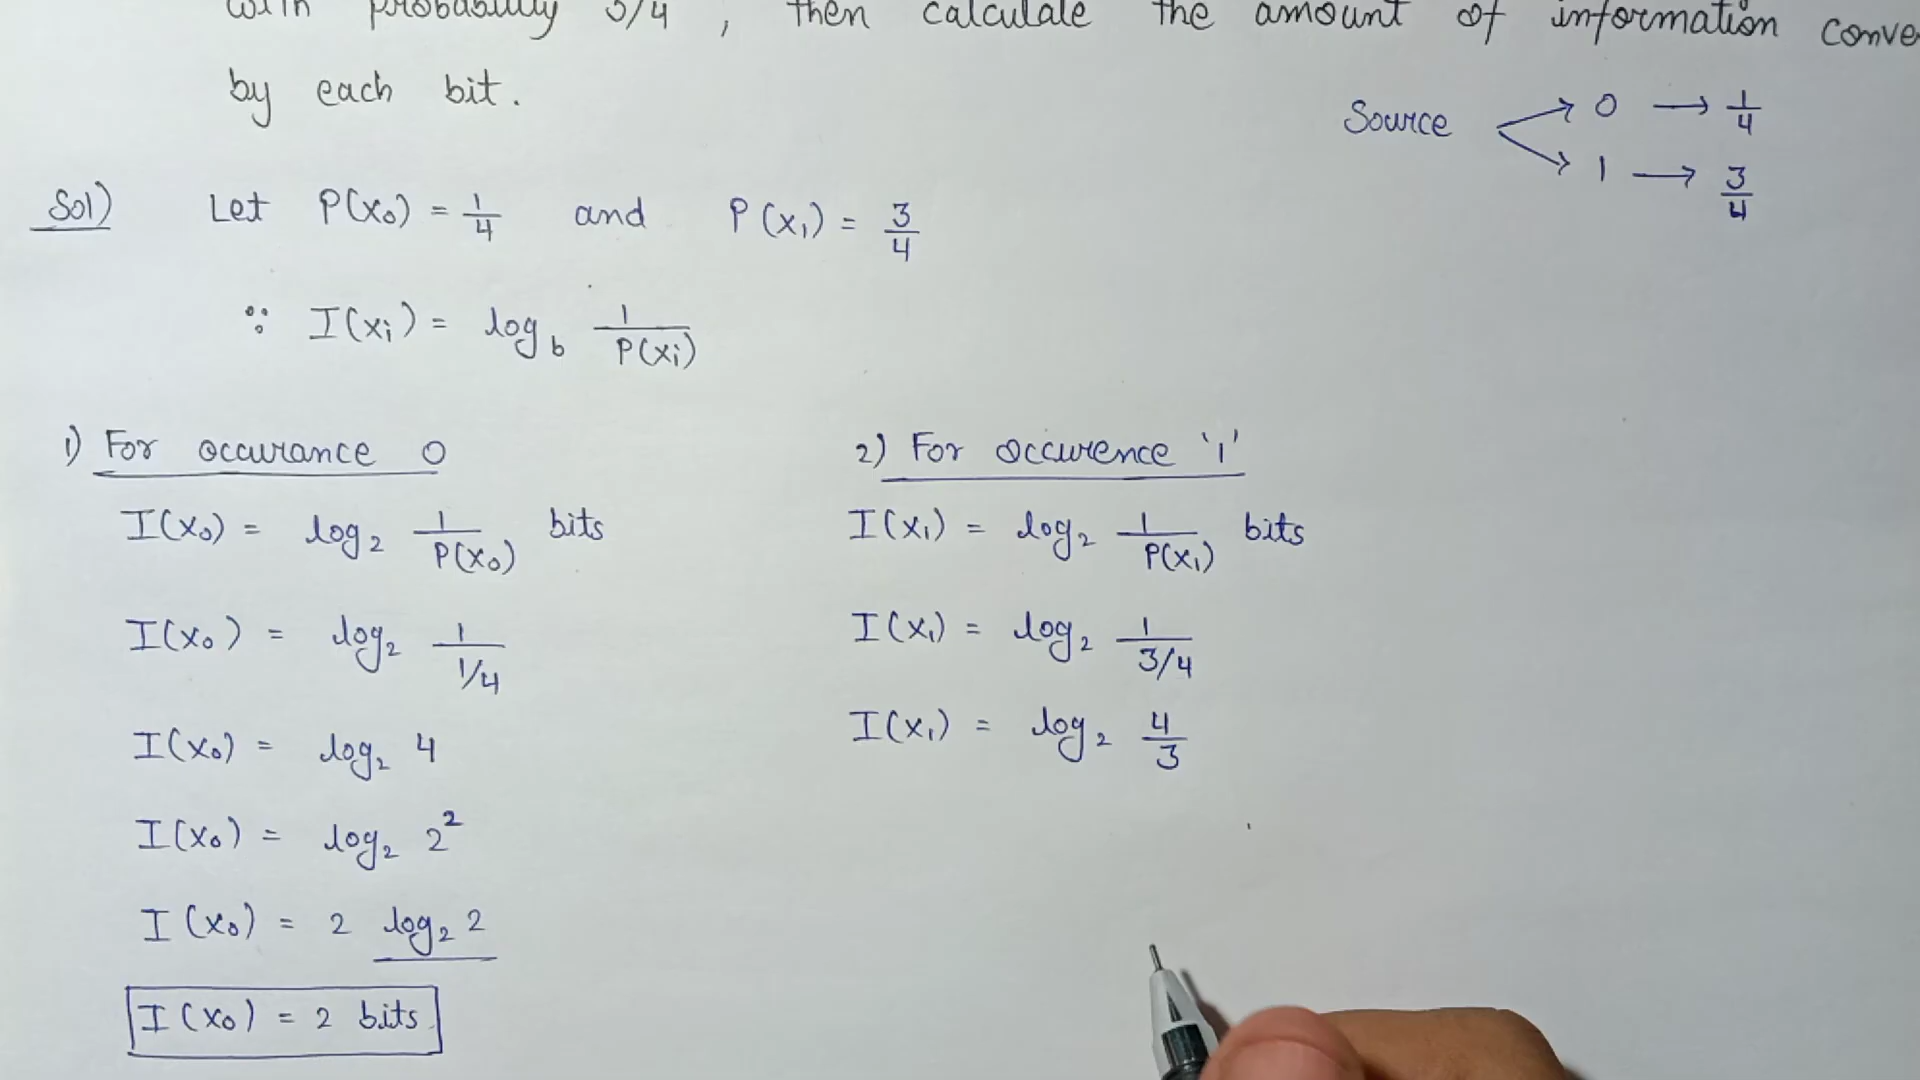 with probability 3/4 , then calculate the amount of information conve
by each bit.
Source → 0 → 1/4
→ 1 → 3/4
Sol) Let P(x₀) = 1/4 and P(x₁) = 3/4
∵ I(xᵢ) = log_b 1/P(xᵢ)
1) For occurance 0
I(x₀) = log₂ 1/P(x₀) bits
I(x₀) = log₂ 1/1/4
I(x₀) = log₂ 4
I(x₀) = log₂ 2²
I(x₀) = 2 log₂ 2
I(x₀) = 2 bits
2) For occurence '1'
I(x₁) = log₂ 1/P(x₁) bits
I(x₁) = log₂ 1/3/4
I(x₁) = log₂ 4/3